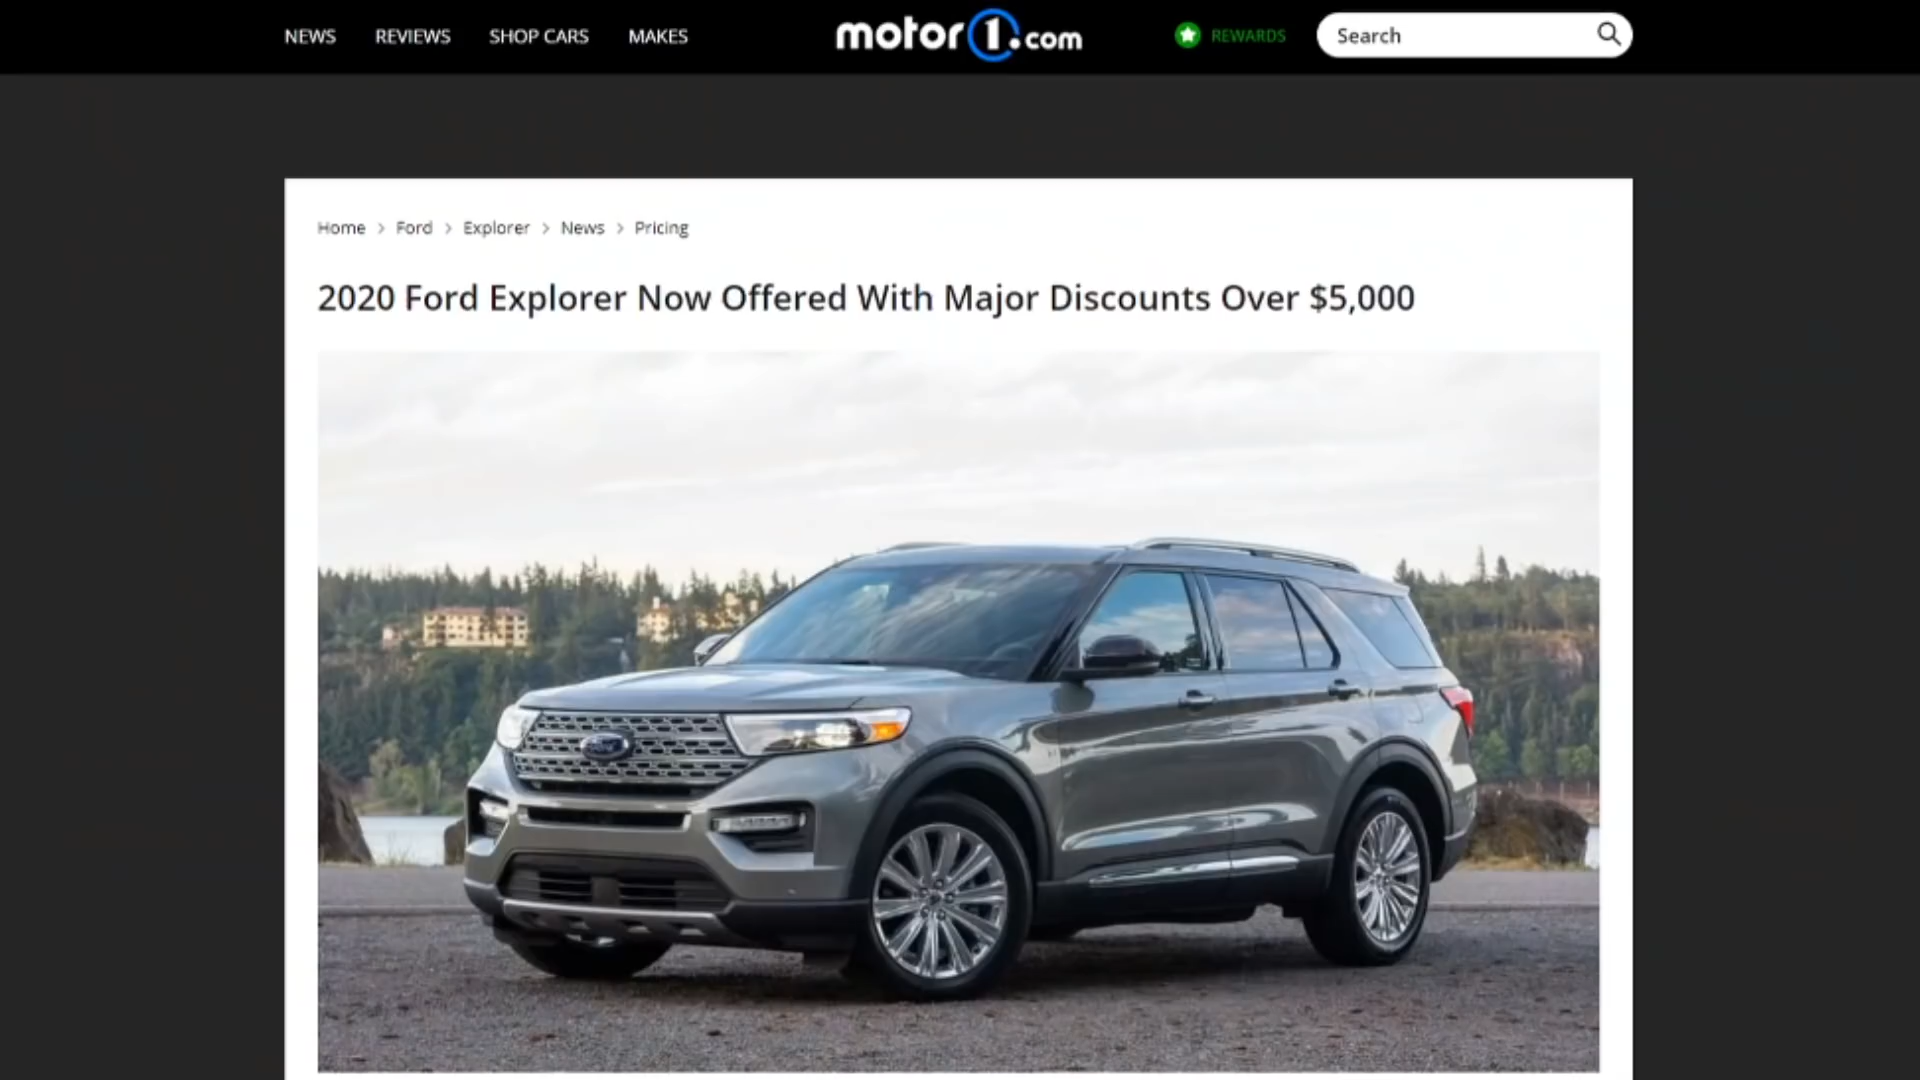 NEWS REVIEWS SHOP CARS MAKES motor1.com REWARDS Search
Home > Ford > Explorer > News > Pricing
2020 Ford Explorer Now Offered With Major Discounts Over $5,000
Ford